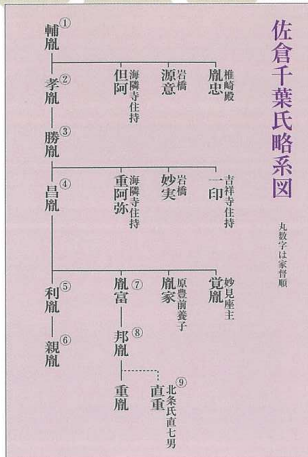 佐倉千葉氏略系図
丸数字は家督順
椎崎殿
胤忠
岩橋
源意
海隣寺住持
但阿
①
輔胤
②
孝胤
③
勝胤
吉祥寺住持
一印
岩橋
妙実
海隣寺住持
重阿弥
④
昌胤
妙見座主
覚胤
原豊前養子
胤家
⑦
胤富
⑧
邦胤
北条氏直七男
⑨
直重
重胤
⑤
利胤
⑥
親胤